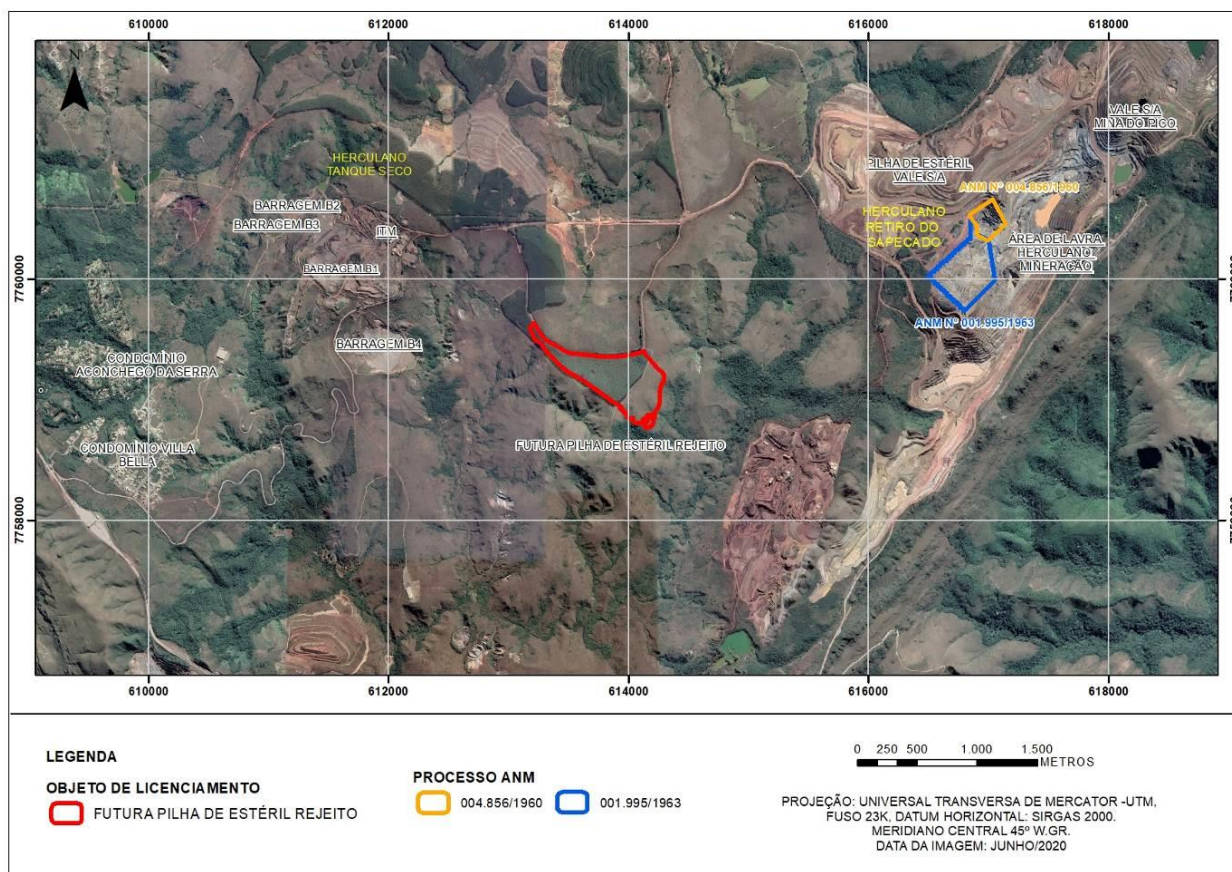 610000 612000 614000 616000 618000
N
VALE S/A
MINA DO PICO
HERCULANO
TANQUE SECO
PILHA DE ESTÉRIL
VALE S/A
ANM Nº 004.856/1960
BARRAGEM B2
BARRAGEM B3
ITM
HERCULANO
RETIRO DO
SAPECADO
ÁREA DE LAVRA
HERCULANO
MINERAÇÃO
BARRAGEM B1
7760000
ANM Nº 001.995/1963
BARRAGEM B4
CONDOMÍNIO
ACONCHEGO DA SERRA
CONDOMÍNIO VILLA
BELLA
FUTURA PILHA DE ESTÉRIL REJEITO
7758000
610000 612000 614000 616000 618000
LEGENDA
OBJETO DE LICENCIAMENTO
FUTURA PILHA DE ESTÉRIL REJEITO
PROCESSO ANM
004.856/1960 001.995/1963
0 250 500 1.000 1.500
METROS
PROJEÇÃO: UNIVERSAL TRANSVERSA DE MERCATOR -UTM,
FUSO 23K, DATUM HORIZONTAL: SIRGAS 2000.
MERIDIANO CENTRAL 45º W.GR.
DATA DA IMAGEM: JUNHO/2020